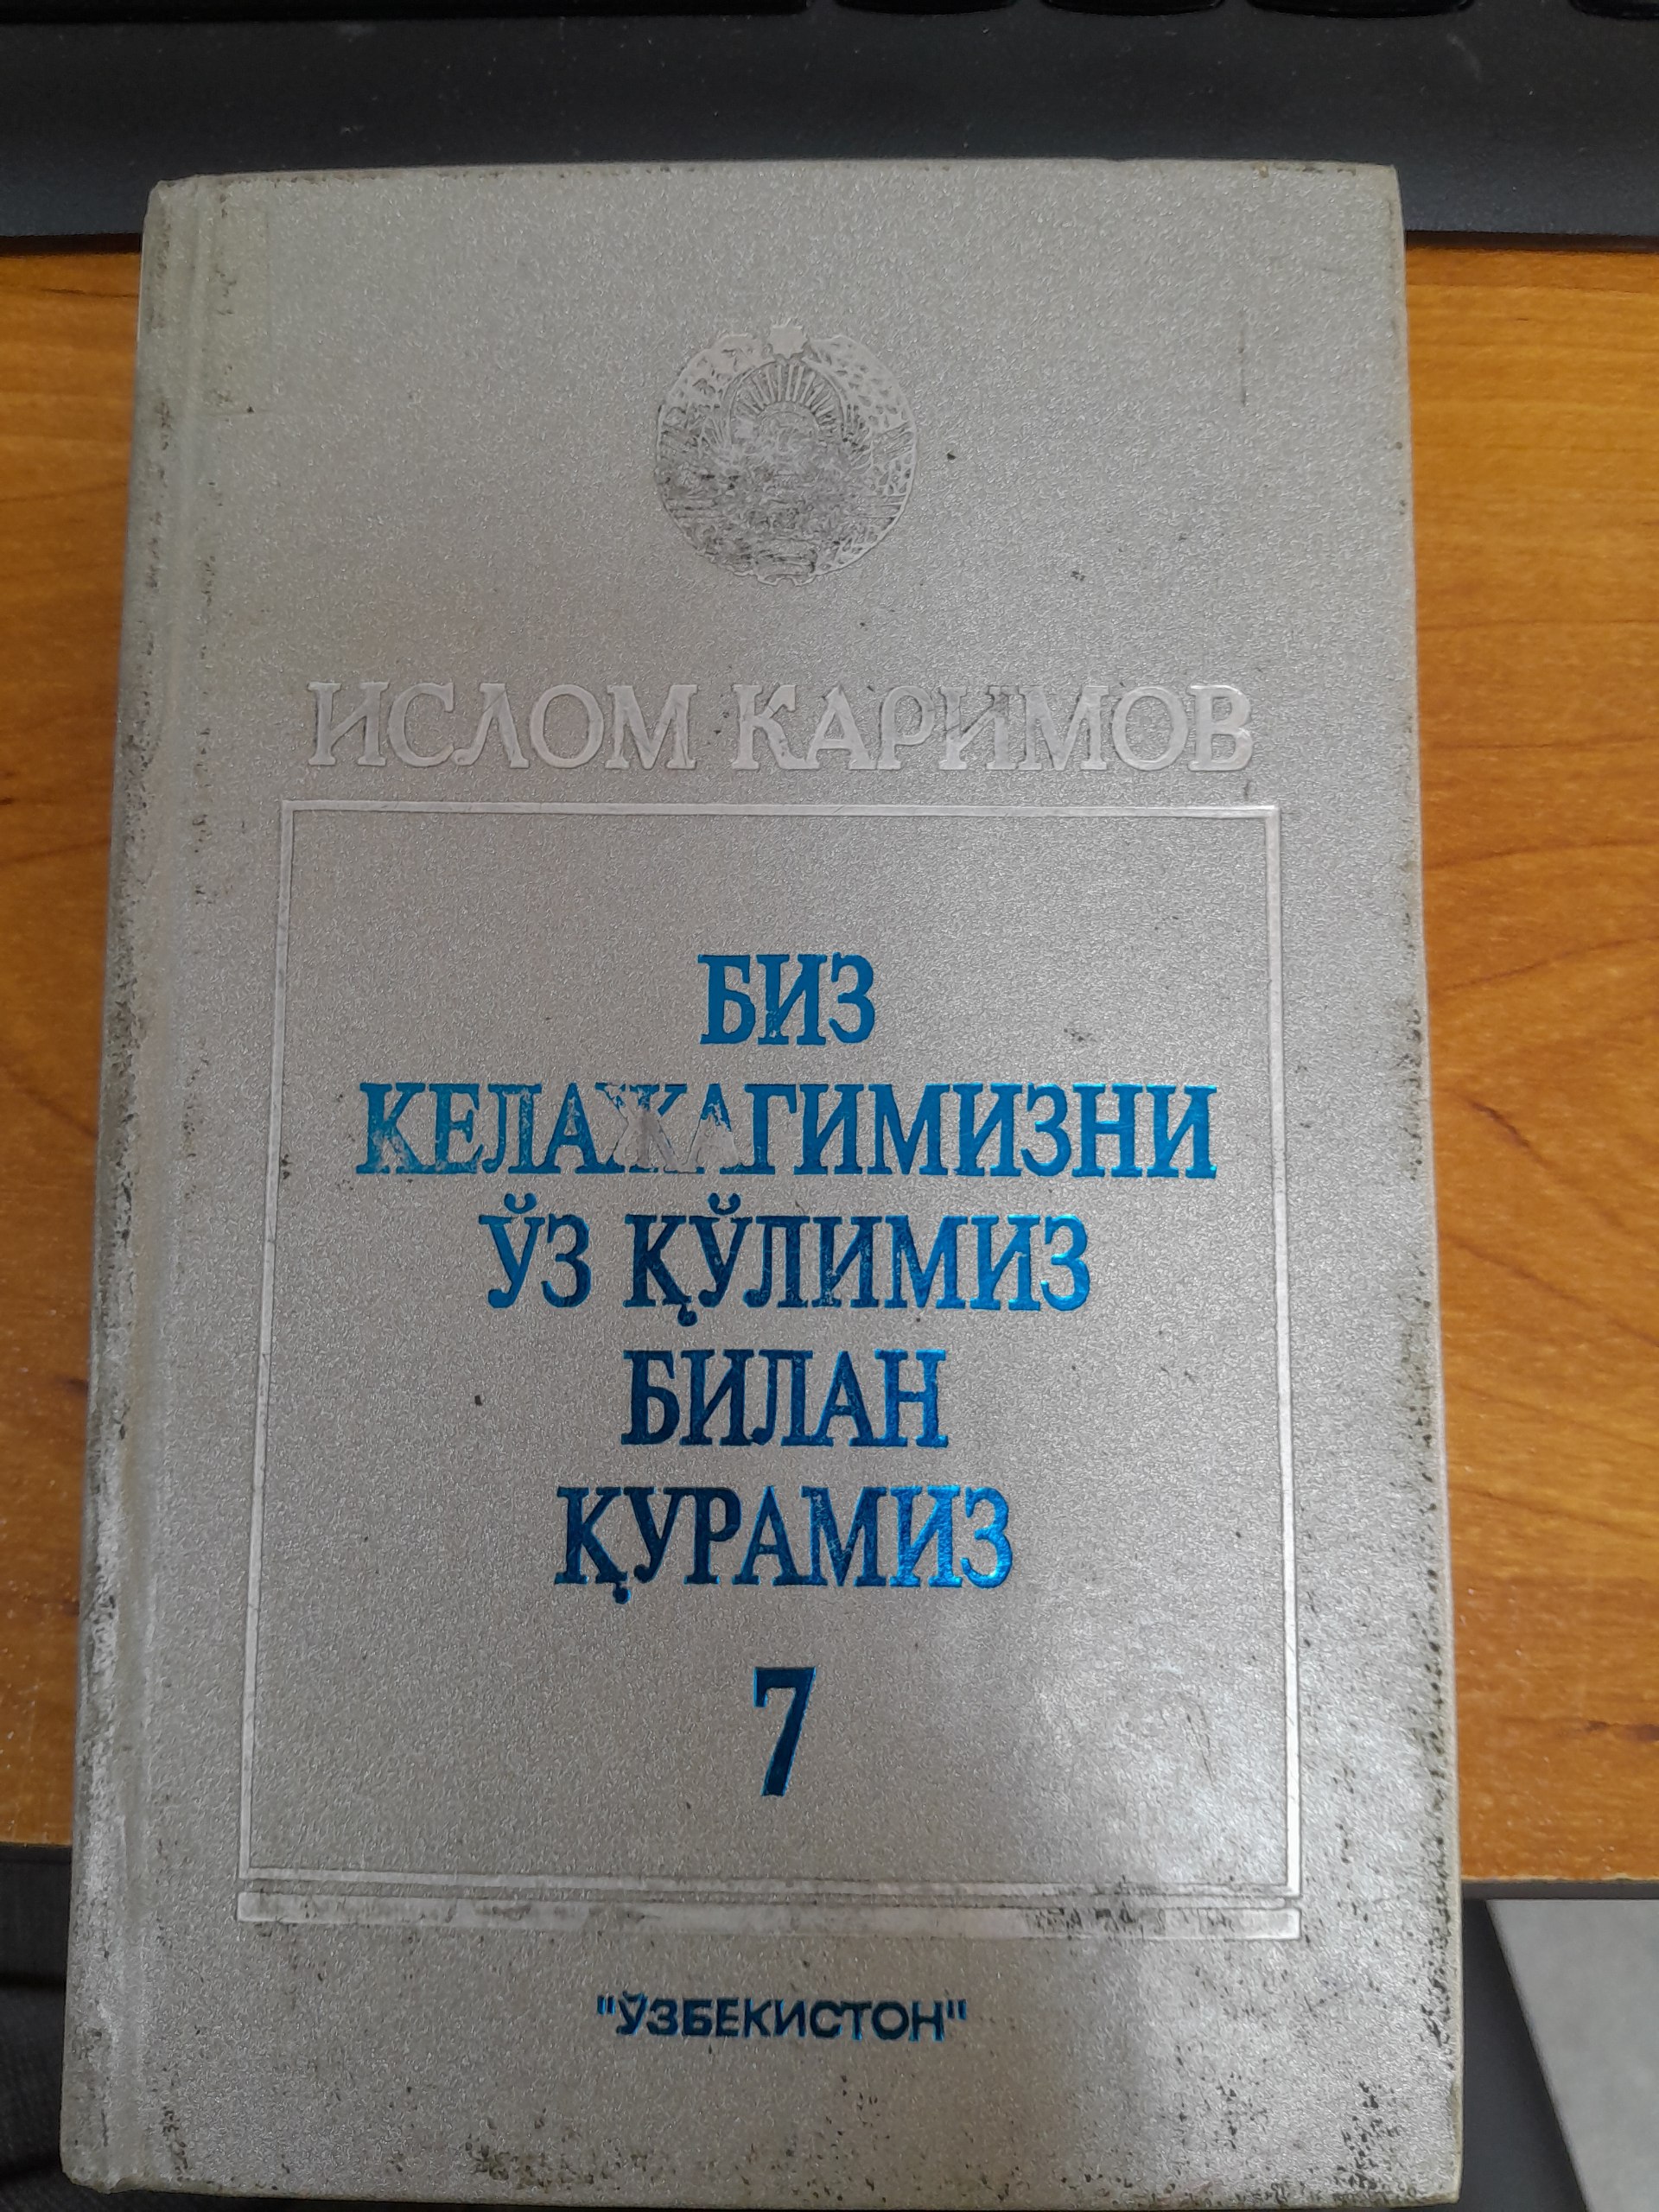 ИСЛОМ КАРИМОВ
БИЗ
КЕЛАЖАГИМИЗНИ
ЎЗ ҚЎЛИМИЗ
БИЛАН
ҚУРАМИЗ
7
"ЎЗБЕКИСТОН"